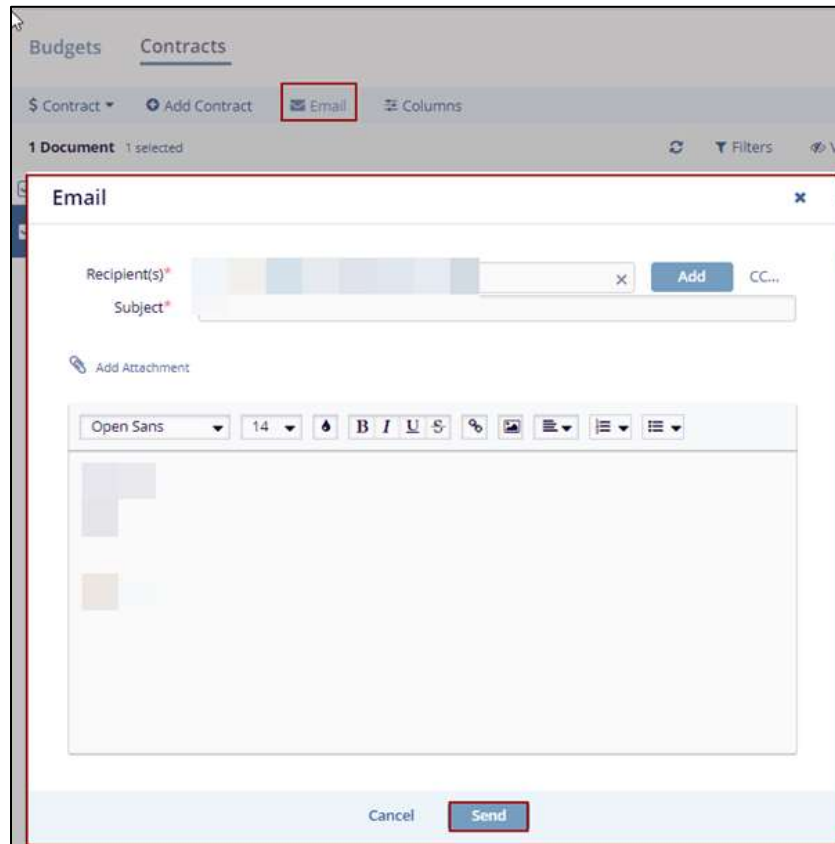 Budgets Contracts
$ Contract Add Contract Email Columns
1 Document 1 selected Filters
Email
Recipient(s)* Add CC...
Subject*
Add Attachment
Open Sans 14 B I U S
Cancel Send